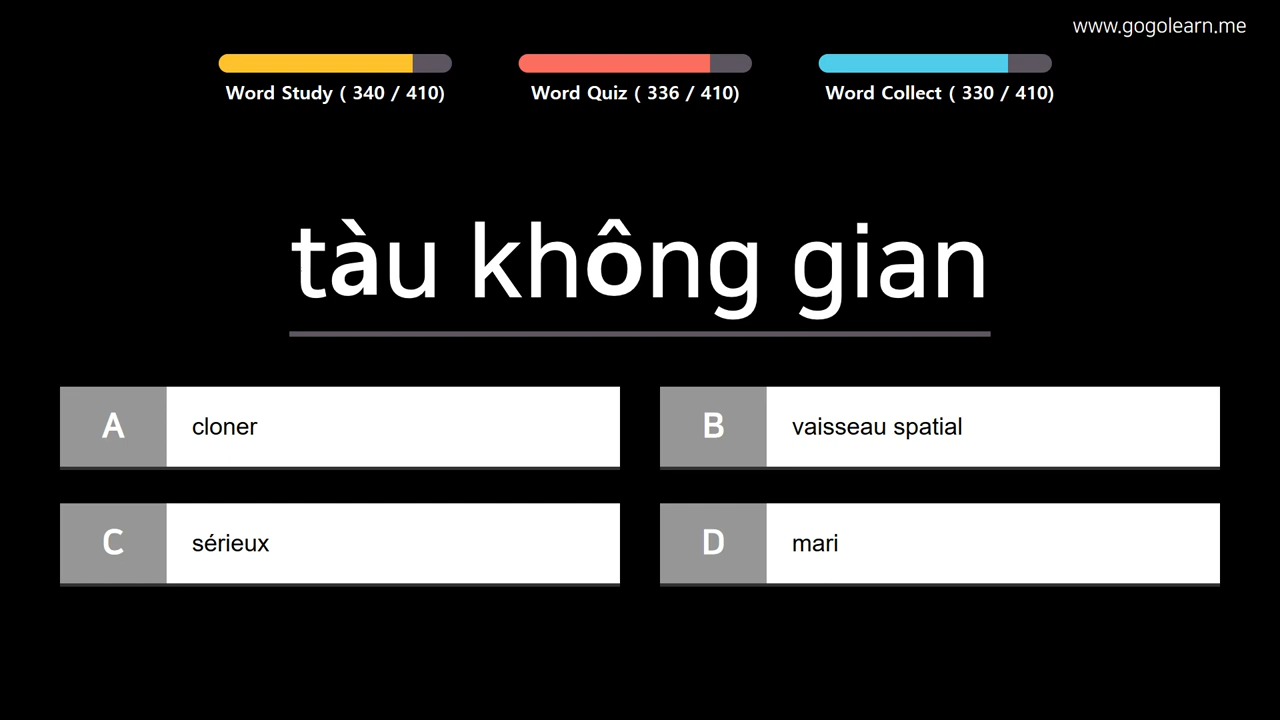 www.gogolearn.me
Word Study ( 340 / 410)
Word Quiz ( 336 / 410)
Word Collect ( 330 / 410)
tàu không gian
A cloner
B vaisseau spatial
C sérieux
D mari